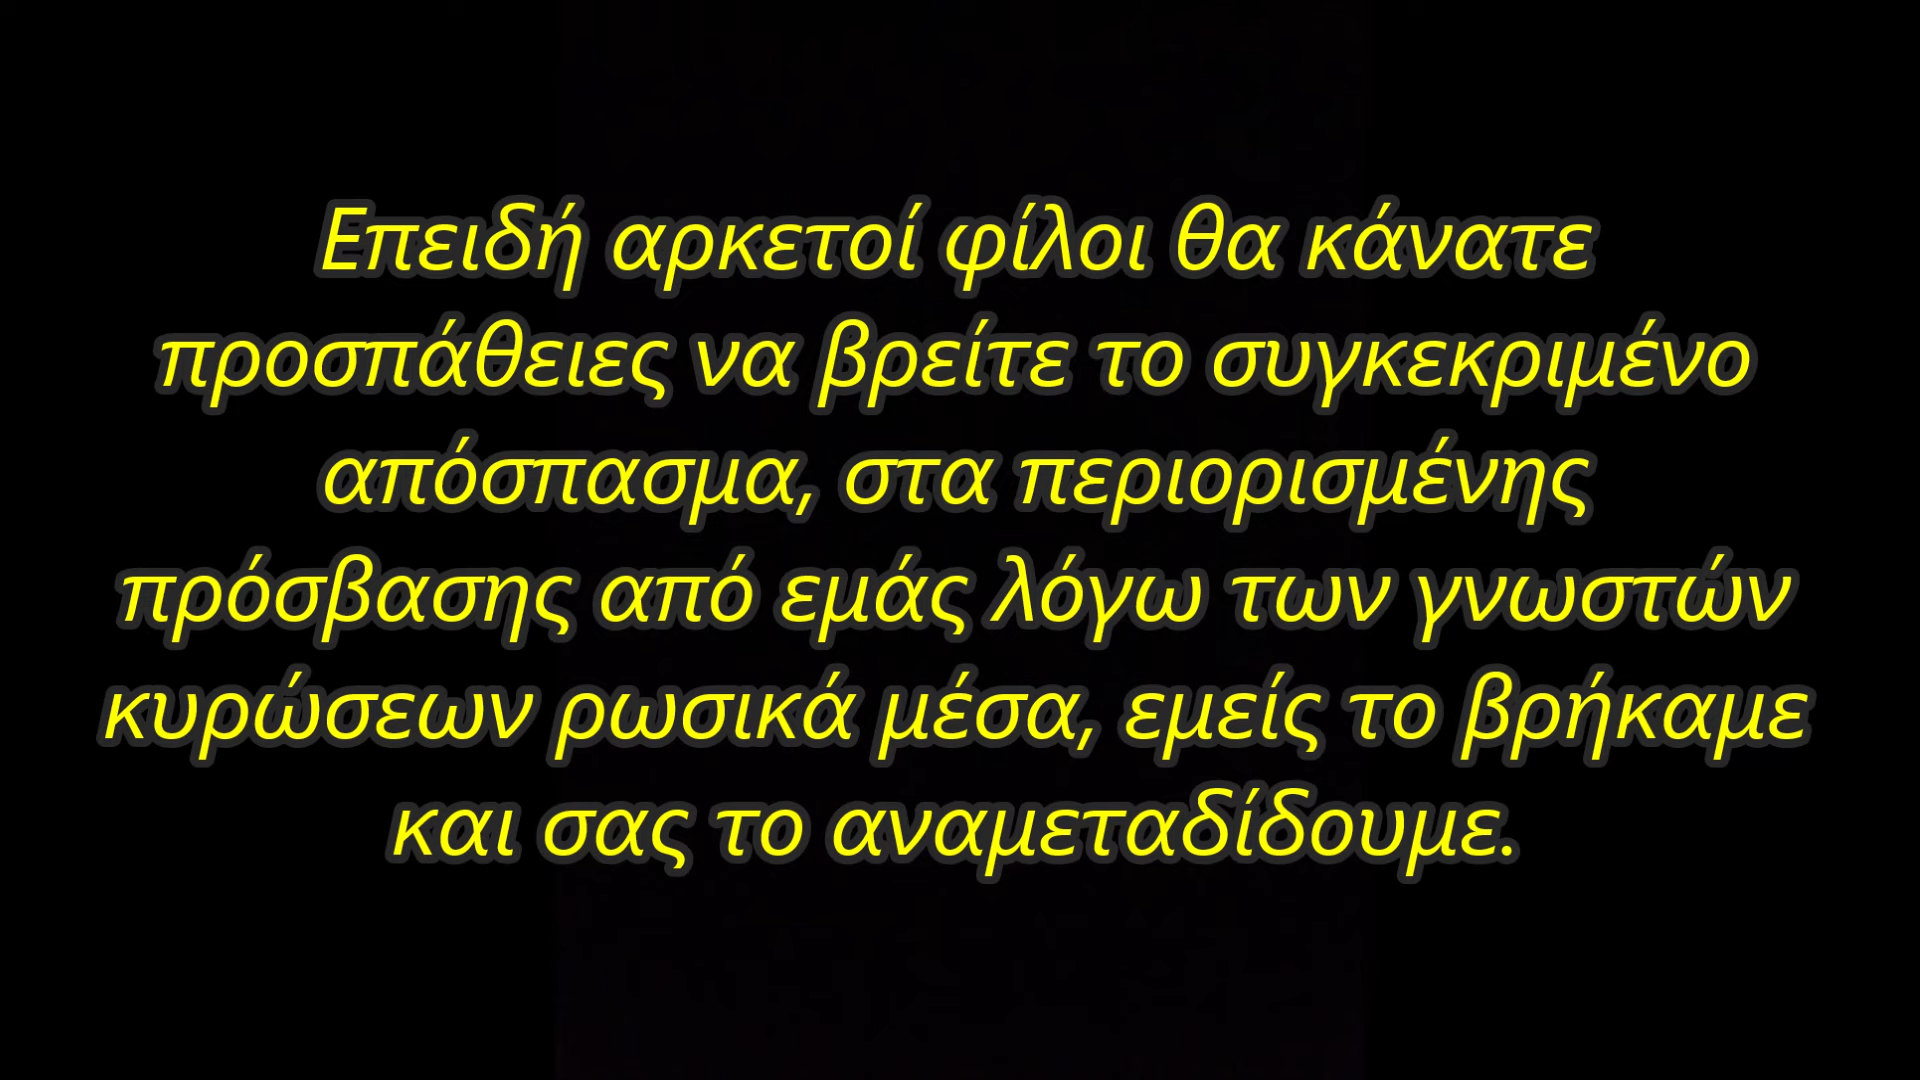 Επειδή αρκετοί φίλοι θα κάνατε
προσπάθειες να βρείτε το συγκεκριμένο
απόσπασμα, στα περιορισμένης
πρόσβασης από εμάς λόγω των γνωστών
κυρώσεων ρωσικά μέσα, εμείς το βρήκαμε
και σας το αναμεταδίδουμε.